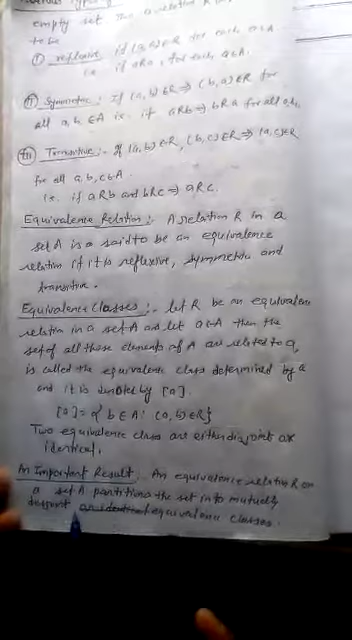 empty set then a relation R in
to be
(i) reflexive if (a, a) ∈ R for each a ∈ A
i.e. if aRa, for each a ∈ A.
(ii) Symmetric : If (a, b) ∈ R ⇒ (b, a) ∈ R for
all a, b ∈ A i.e. if aRb ⇒ bRa for all a, b,
(iii) Transitive :- If (a, b) ∈ R, (b, c) ∈ R ⇒ (a, c) ∈ R
for all a, b, c ∈ A.
i.e. if aRb and bRc ⇒ aRc.
Equivalence Relation :- A relation R in a
set A is a said to be an equivalence
relation if it is reflexive, symmetric and
transitive.
Equivalence Classes :- let R be an equivalence
relation in a set A and let a ∈ A then the
set of all those elements of A are related to a,
is called the equivalence class determined by a
and it is denoted by [a].
[a] = { b ∈ A : (a, b) ∈ R}
Two equivalence class are either disjoint or
identical.
An Important Result : An equivalence relation R on
a set A partitions the set in to mutually
disjoint equivalence classes.